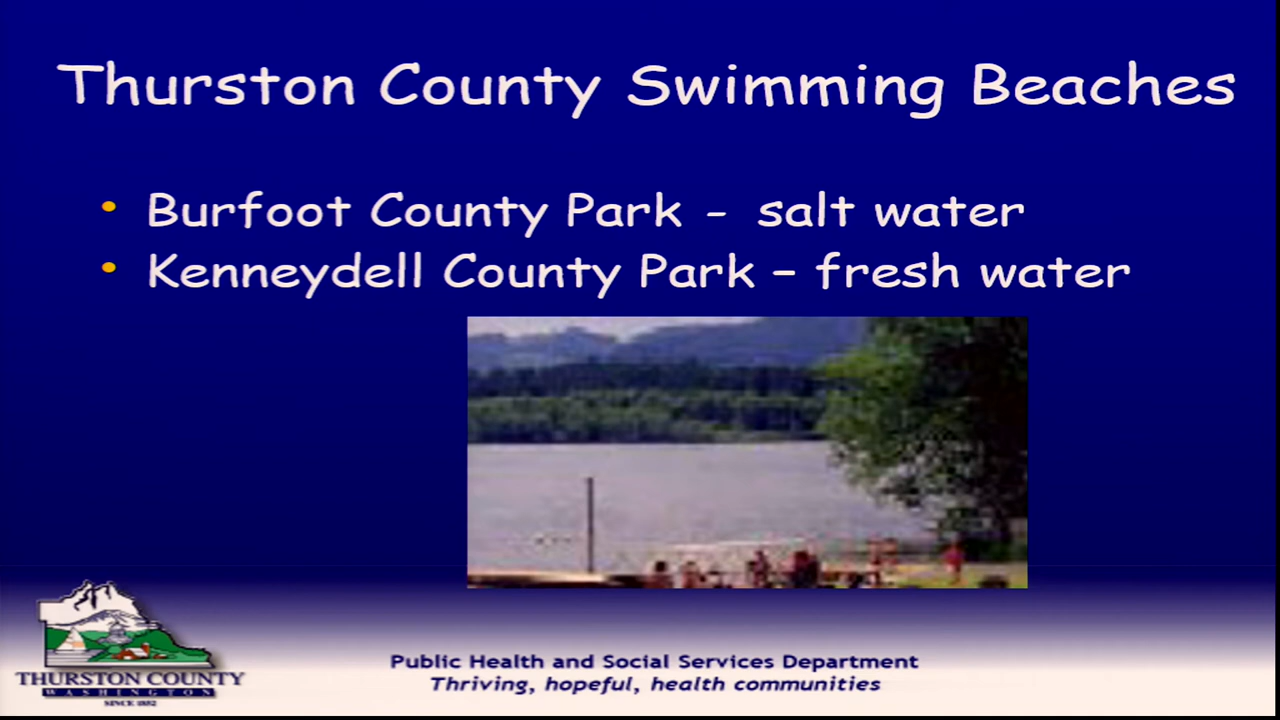 Thurston County Swimming Beaches
• Burfoot County Park - salt water
• Kenneydell County Park – fresh water
Public Health and Social Services Department
Thriving, hopeful, health communities
THURSTON COUNTY
WASHINGTON
SINCE 1852